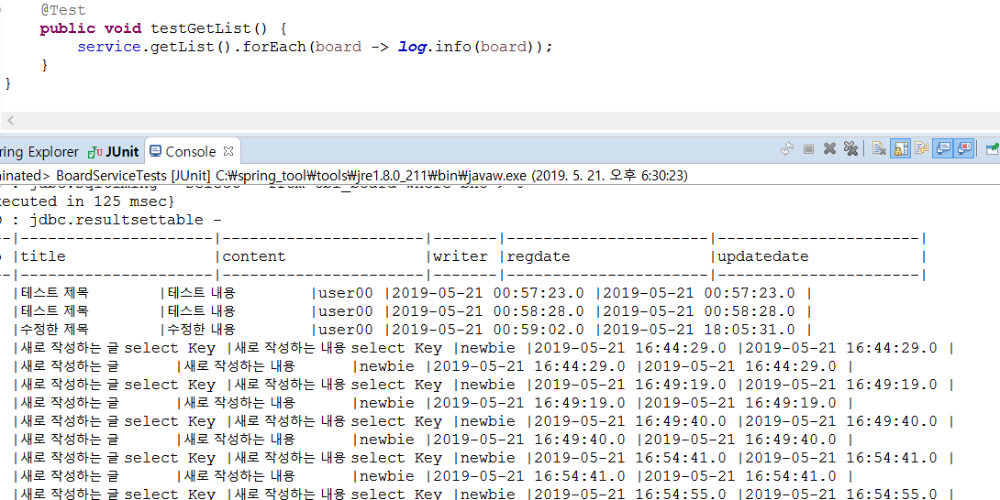 @Test
public void testGetList() {
service.getList().forEach(board -> log.info(board));
}
}
ring Explorer JUnit Console
minated> BoardServiceTests [JUnit] C:₩spring_tool₩tools₩jre1.8.0_211₩bin₩javaw.exe (2019. 5. 21. 오후 6:30:23)
xecuted in 125 msec}
: jdbc.resultsettable -
--|----------------------|-----------------------|-------|----------------------|----------------------|
|title |content |writer |regdate |updatedate |
--|----------------------|-----------------------|-------|----------------------|----------------------|
|테스트 제목 |테스트 내용 |user00 |2019-05-21 00:57:23.0 |2019-05-21 00:57:23.0 |
|테스트 제목 |테스트 내용 |user00 |2019-05-21 00:58:28.0 |2019-05-21 00:58:28.0 |
|수정한 제목 |수정한 내용 |user00 |2019-05-21 00:59:02.0 |2019-05-21 18:05:31.0 |
|새로 작성하는 글 select Key |새로 작성하는 내용 select Key |newbie |2019-05-21 16:44:29.0 |2019-05-21 16:44:29.0 |
|새로 작성하는 글 |새로 작성하는 내용 |newbie |2019-05-21 16:44:29.0 |2019-05-21 16:44:29.0 |
|새로 작성하는 글 select Key |새로 작성하는 내용 select Key |newbie |2019-05-21 16:49:19.0 |2019-05-21 16:49:19.0 |
|새로 작성하는 글 |새로 작성하는 내용 |newbie |2019-05-21 16:49:19.0 |2019-05-21 16:49:19.0 |
|새로 작성하는 글 select Key |새로 작성하는 내용 select Key |newbie |2019-05-21 16:49:40.0 |2019-05-21 16:49:40.0 |
|새로 작성하는 글 |새로 작성하는 내용 |newbie |2019-05-21 16:49:40.0 |2019-05-21 16:49:40.0 |
|새로 작성하는 글 select Key |새로 작성하는 내용 select Key |newbie |2019-05-21 16:54:41.0 |2019-05-21 16:54:41.0 |
|새로 작성하는 글 |새로 작성하는 내용 |newbie |2019-05-21 16:54:41.0 |2019-05-21 16:54:41.0 |
|새로 작성하는 글 select Key |새로 작성하는 내용 select Key |newbie |2019-05-21 16:54:55.0 |2019-05-21 16:54:55.0 |